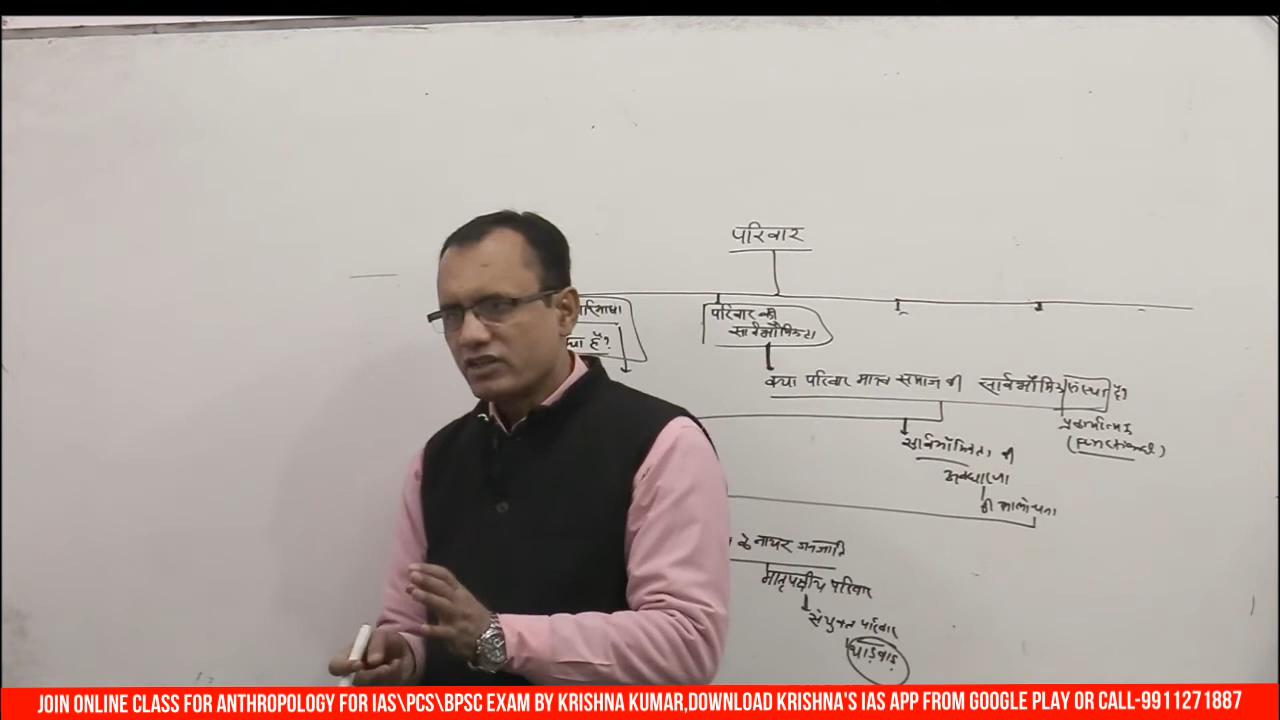 परिवार
परिभाषा
क्या है?
परिवार की
सार्वभौमिकता
क्या परिवार मानव समाज की सार्वभौमिक संस्था है?
प्रकार्यात्मक
(Functional)
सार्वभौमिकता की
अवधारणा
की आलोचना
के नायर जनजाति
मातृपक्षीय परिवार
संयुक्त परिवार
थाड़वाड़
JOIN ONLINE CLASS FOR ANTHROPOLOGY FOR IAS\PCS\BPSC EXAM BY KRISHNA KUMAR,DOWNLOAD KRISHNA'S IAS APP FROM GOOGLE PLAY OR CALL-9911271887